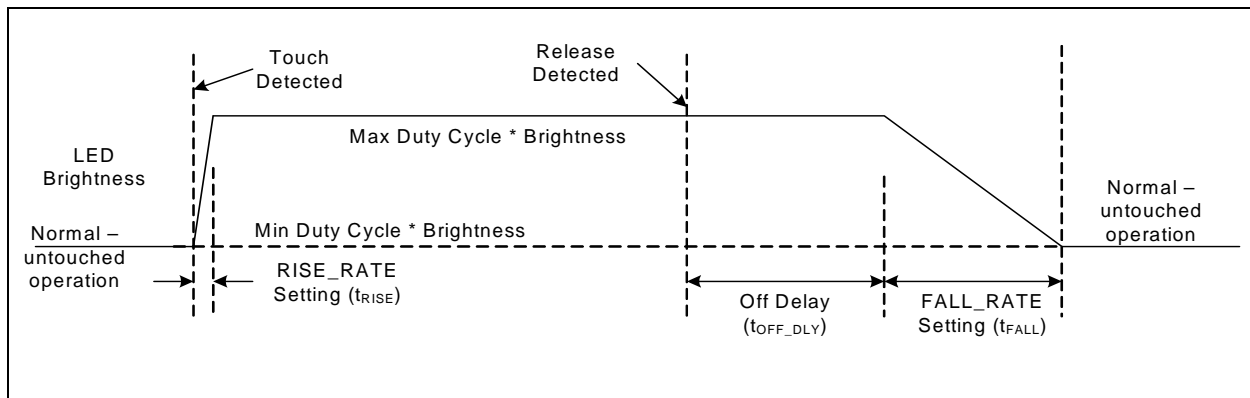 Touch
Detected
Release
Detected
Max Duty Cycle * Brightness
LED
Brightness
Normal –
untouched
operation
Min Duty Cycle * Brightness
Normal –
untouched
operation
RISE_RATE
Setting (tRISE)
Off Delay
(tOFF_DLY)
FALL_RATE
Setting (tFALL)